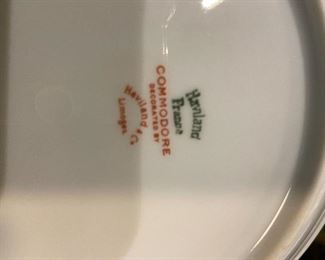 Haviland
France
COMMODORE
DECORATED BY
Haviland & Co
Limoges